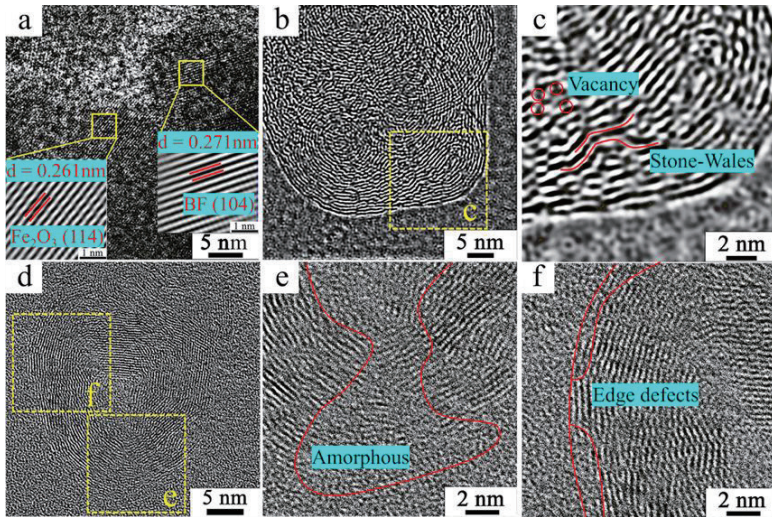 a
d = 0.261nm
Fe₂O₃ (114)
1 nm
d = 0.271nm
BF (104)
1 nm
5 nm
b
c
5 nm
c
Vacancy
Stone-Wales
2 nm
d
f
e
5 nm
e
Amorphous
2 nm
f
Edge defects
2 nm